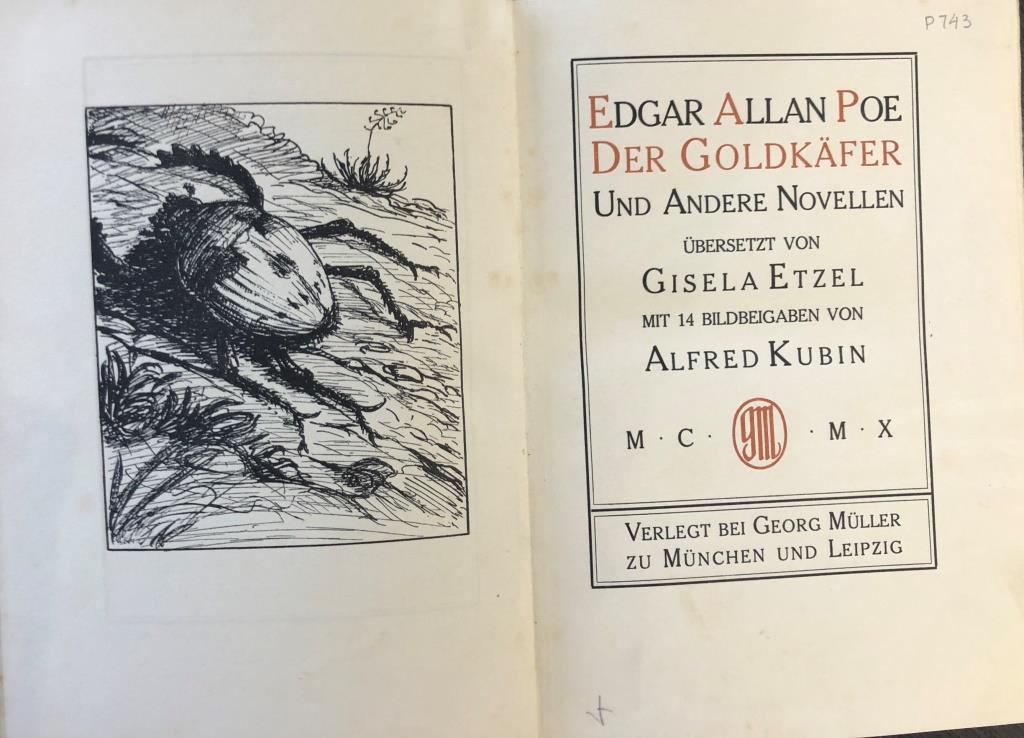 P743
EDGAR ALLAN POE
DER GOLDKÄFER
UND ANDERE NOVELLEN
ÜBERSETZT VON
GISELA ETZEL
MIT 14 BILDBEIGABEN VON
ALFRED KUBIN
M · C · GM · M · X
VERLEGT BEI GEORG MÜLLER
ZU MÜNCHEN UND LEIPZIG